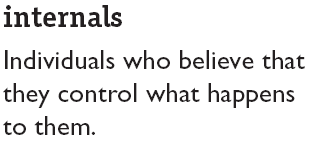 internals
Individuals who believe that
they control what happens
to them.